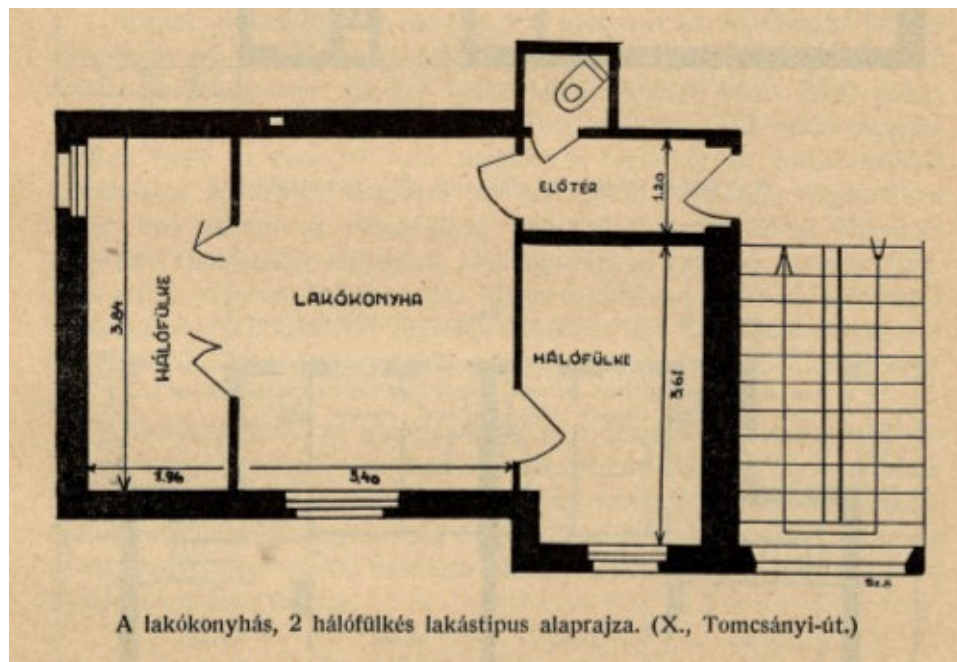 ELŐTÉR
1.20
LAKÓKONYHA
HÁLÓFÜLKE
3.84
HÁLÓFÜLKE
3.61
1.96
3,40
Sz.A
A lakókonyhás, 2 hálófülkés lakástipus alaprajza. (X., Tomcsányi-út.)